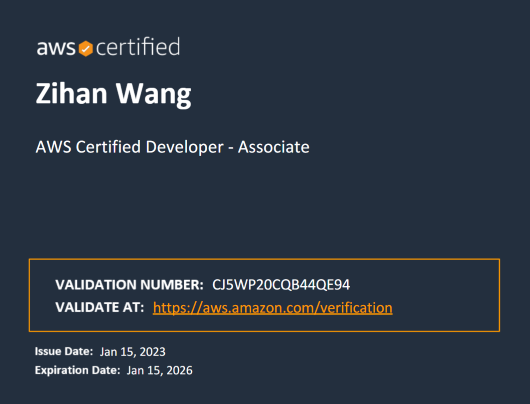 aws certified
Zihan Wang
AWS Certified Developer - Associate
VALIDATION NUMBER: CJ5WP20CQB44QE94
VALIDATE AT: https://aws.amazon.com/verification
Issue Date: Jan 15, 2023
Expiration Date: Jan 15, 2026